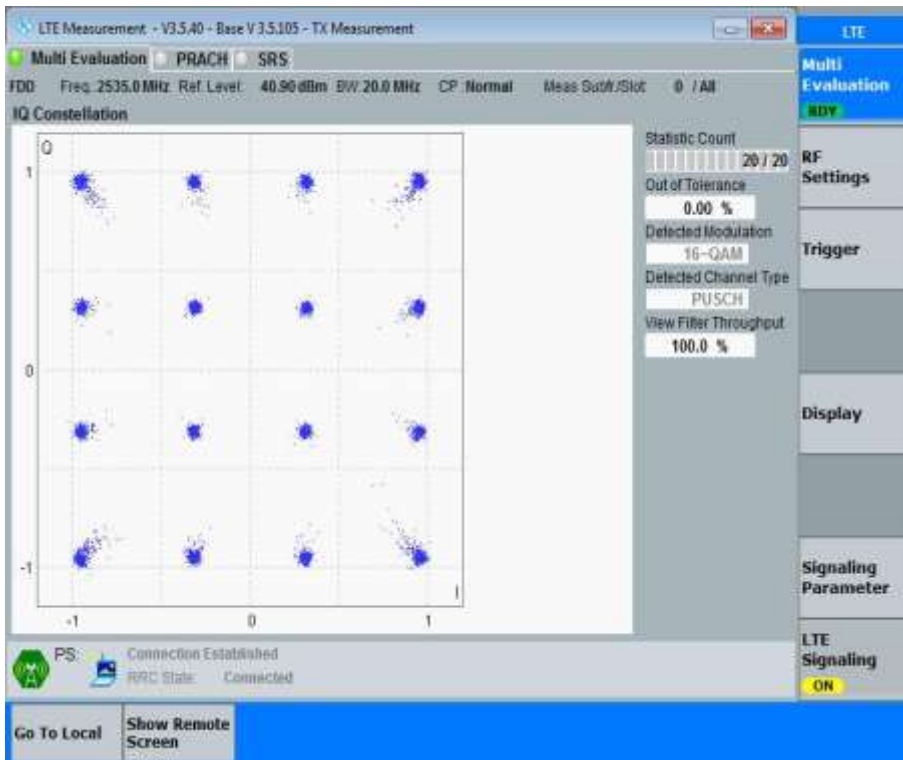 LTE Measurement - V3.5.40 - Base V 3.5.105 - TX Measurement
Multi Evaluation PRACH SRS
FDD Freq.:2535.0 MHz Ref. Level: 40.90 dBm BW: 20.0 MHz CP: Normal Meas Subfr./Slot: 0 / All
IQ Constellation
Q
1
0
-1
-1 0 1
I
Statistic Count
20 / 20
Out of Tolerance
0.00 %
Detected Modulation
16-QAM
Detected Channel Type
PUSCH
View Filter Throughput
100.0 %
PS:
Connection Established
RRC State: Connected
Go To Local
Show Remote
Screen
LTE
Multi
Evaluation
RDY
RF
Settings
Trigger
Display
Signaling
Parameter
LTE
Signaling
ON